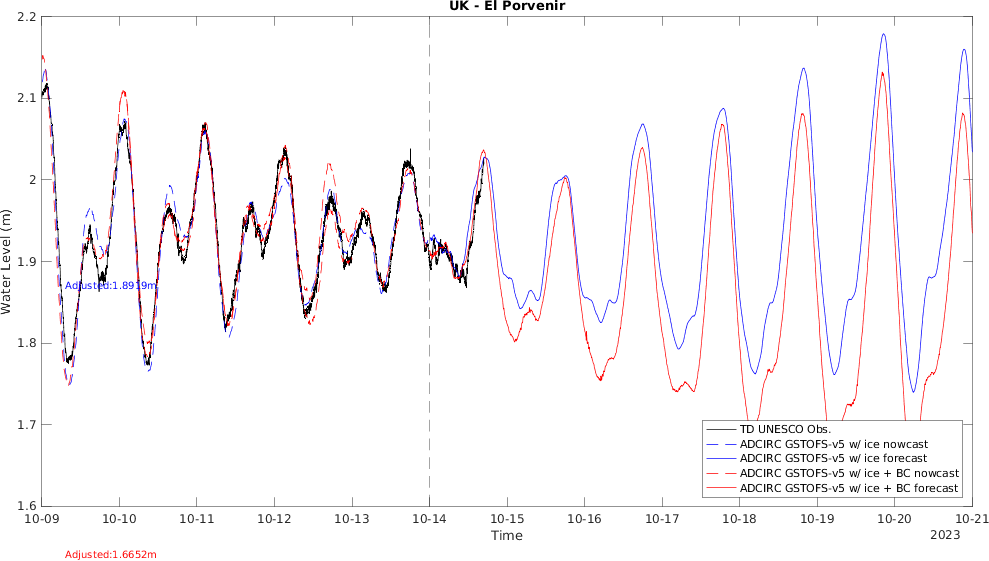 UK - El Porvenir
2.2
2.1
2
1.9
1.8
1.7
1.6
Water Level (m)
Adjusted:1.8919m
TD UNESCO Obs.
ADCIRC GSTOFS-v5 w/ ice nowcast
ADCIRC GSTOFS-v5 w/ ice forecast
ADCIRC GSTOFS-v5 w/ ice + BC nowcast
ADCIRC GSTOFS-v5 w/ ice + BC forecast
10-09 10-10 10-11 10-12 10-13 10-14 10-15 10-16 10-17 10-18 10-19 10-20 10-21
Time
2023
Adjusted:1.6652m